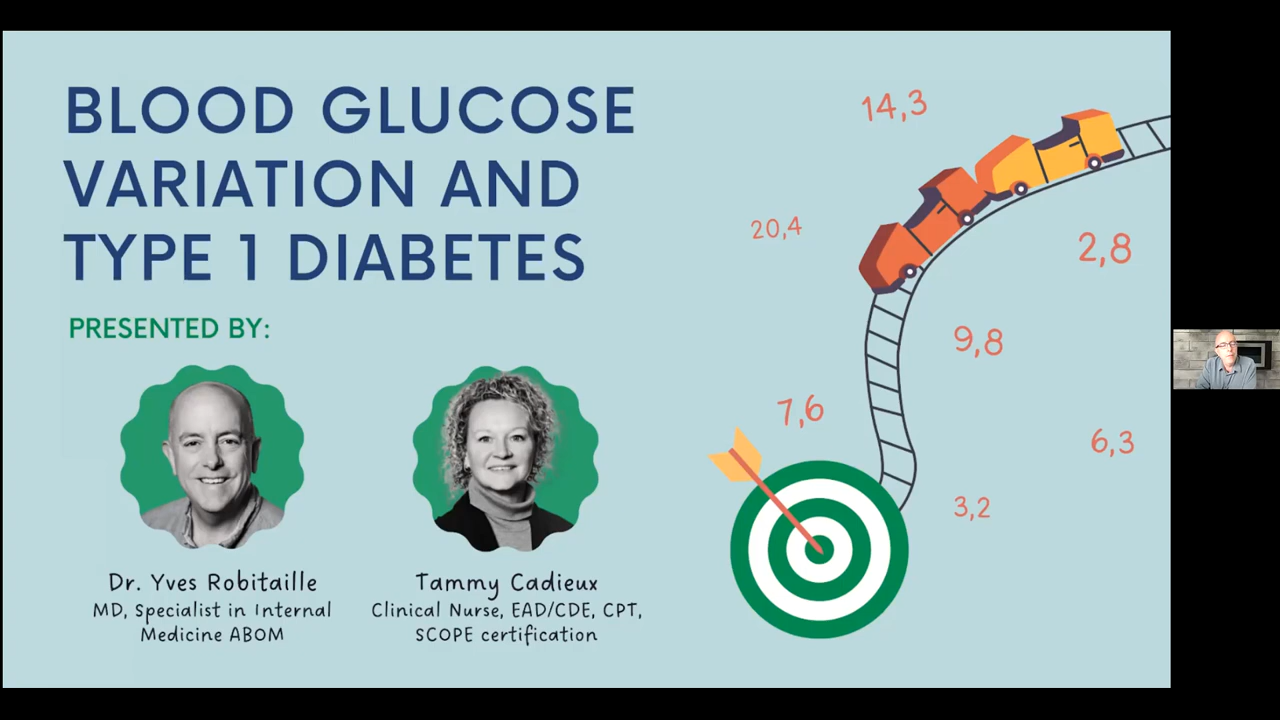 BLOOD GLUCOSE
VARIATION AND
TYPE 1 DIABETES
PRESENTED BY:
Dr. Yves Robitaille
MD, Specialist in Internal
Medicine ABOM
Tammy Cadieux
Clinical Nurse, EAD/CDE, CPT,
SCOPE certification
14,3
20,4
2,8
9,8
7,6
6,3
3,2